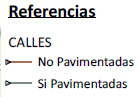 Referencias
CALLES
No Pavimentadas
Si Pavimentadas